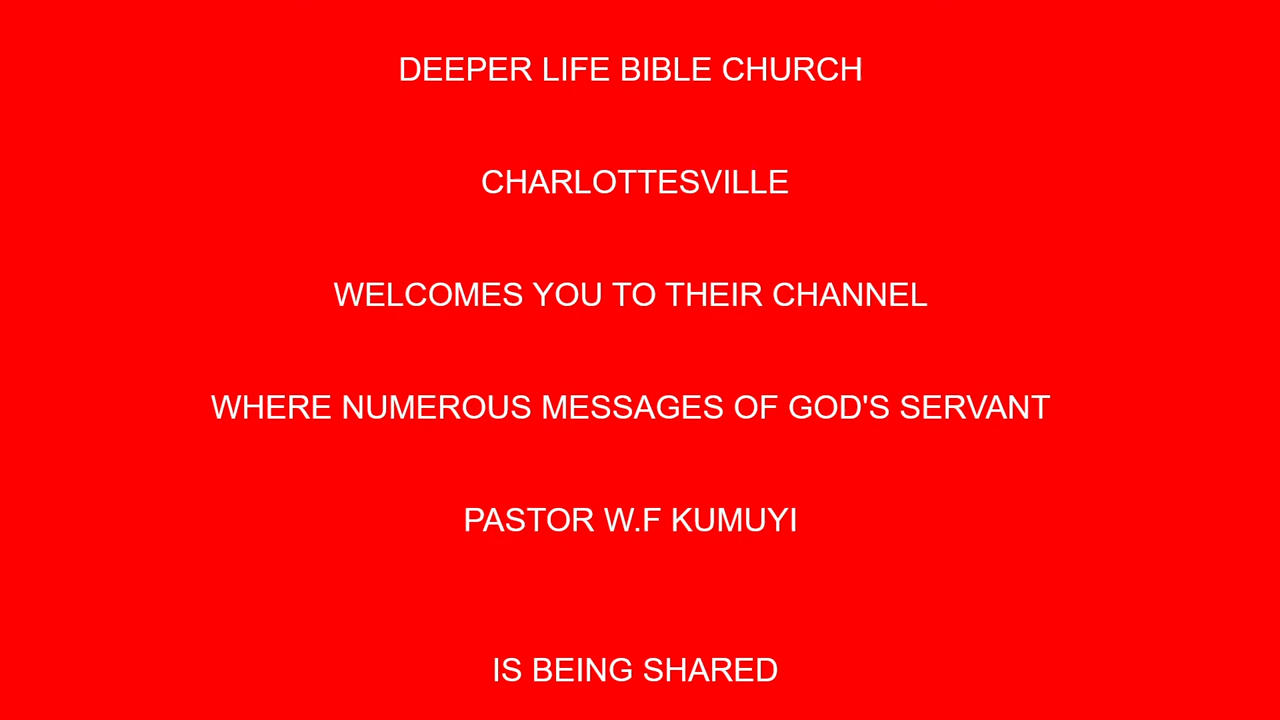 DEEPER LIFE BIBLE CHURCH
CHARLOTTESVILLE
WELCOMES YOU TO THEIR CHANNEL
WHERE NUMEROUS MESSAGES OF GOD'S SERVANT
PASTOR W.F KUMUYI
IS BEING SHARED